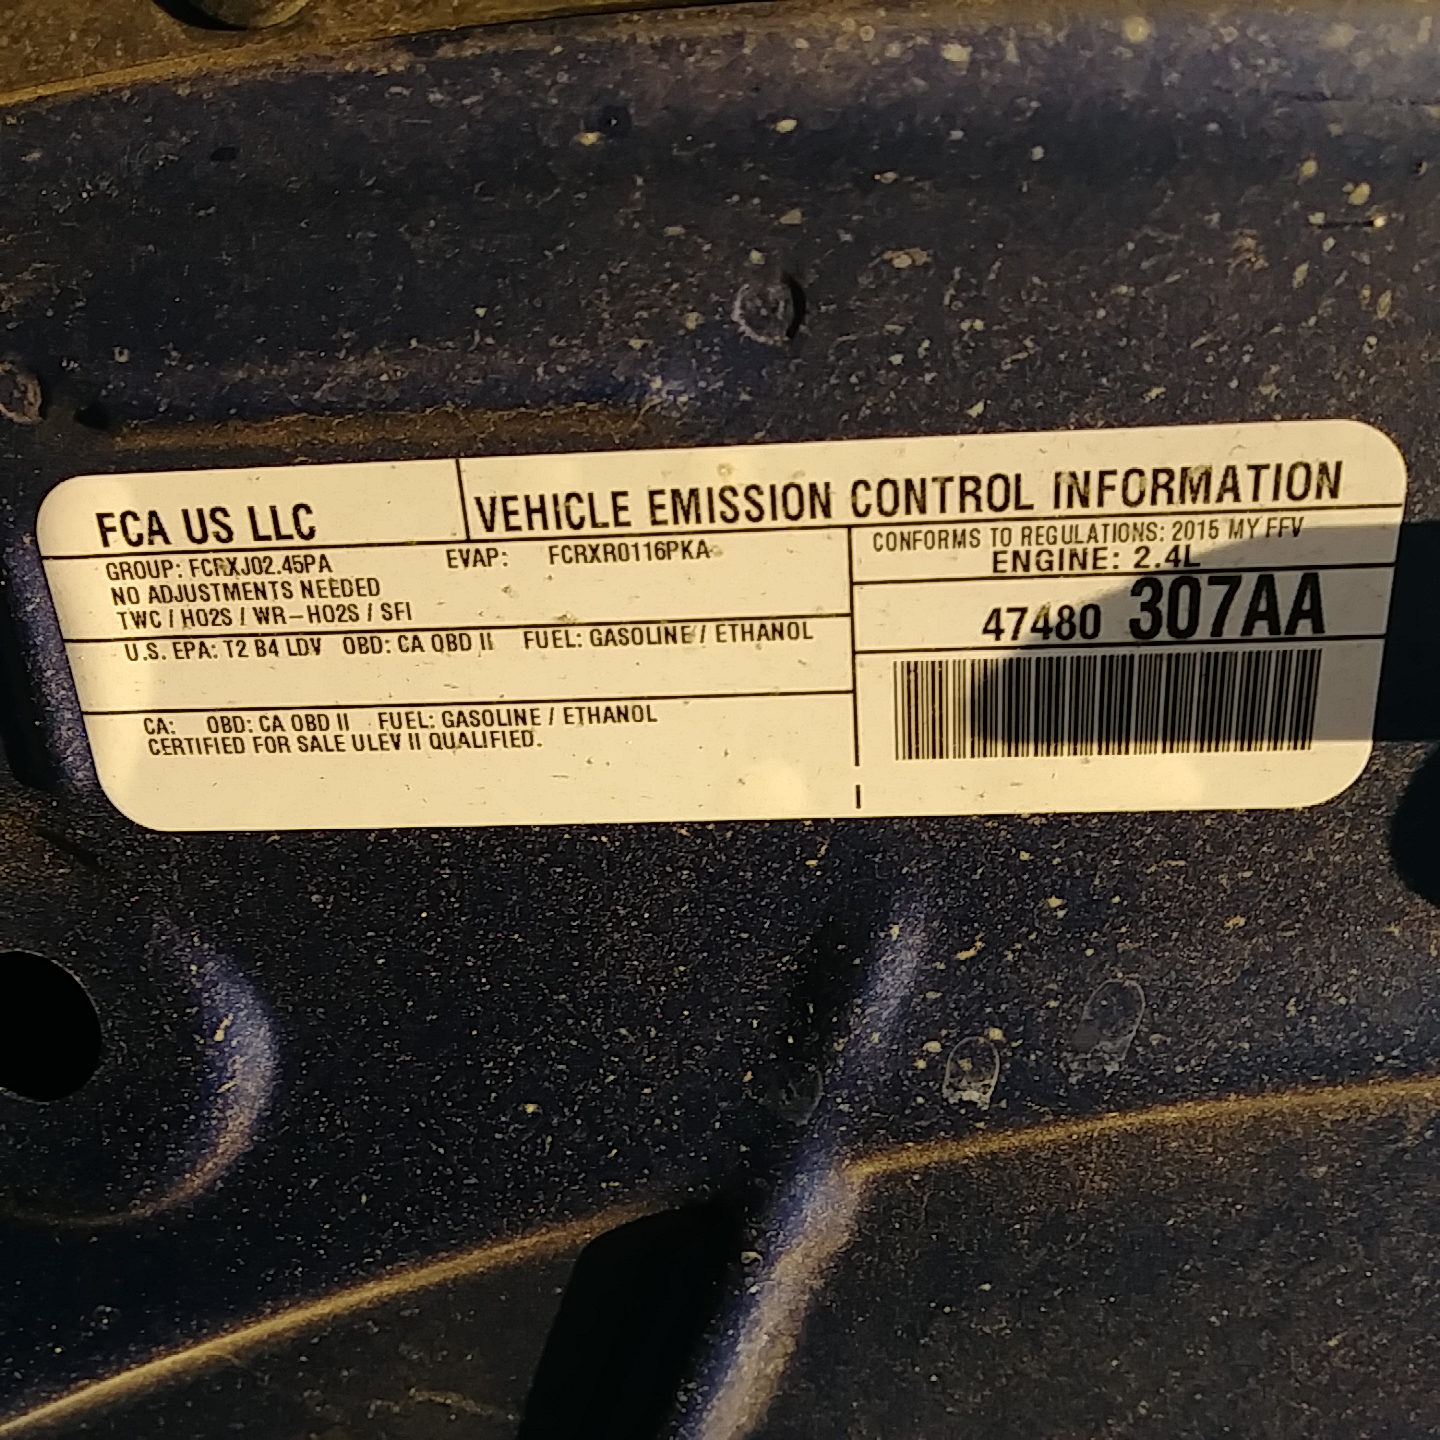 FCA US LLC
VEHICLE EMISSION CONTROL INFORMATION
GROUP: FCRXJ02.45PA EVAP: FCRXR0116PKA
NO ADJUSTMENTS NEEDED
TWC / HO2S / WR-HO2S / SFI
CONFORMS TO REGULATIONS: 2015 MY FFV
ENGINE: 2.4L
47480 307AA
U.S. EPA: T2 B4 LDV OBD: CA OBD II FUEL: GASOLINE / ETHANOL
CA: OBD: CA OBD II FUEL: GASOLINE / ETHANOL
CERTIFIED FOR SALE ULEV II QUALIFIED.